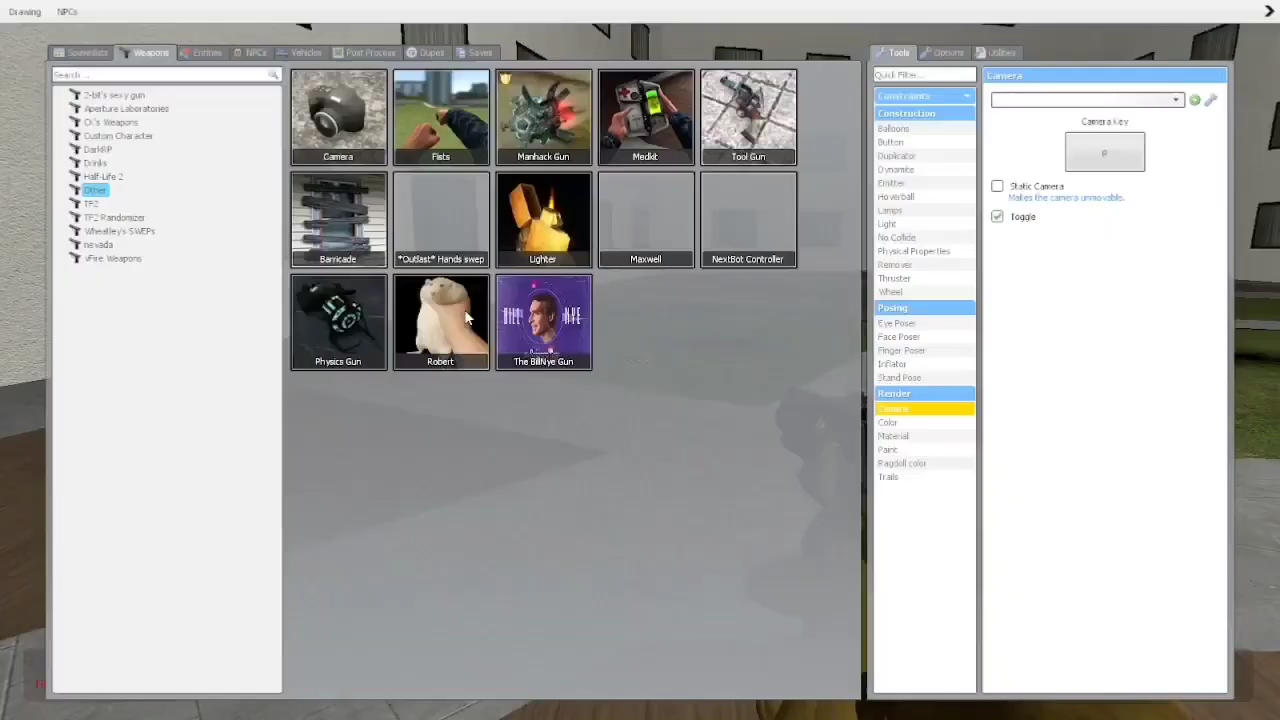 Drawing NPCs
Spawnlists Weapons Entities NPCs Vehicles Post Process Dupes Saves
Tools Options Utilities
Search ...
2-bit's sexy gun
Aperture Laboratories
Custom Character
DarkRP
Drinks
Half-Life 2
Other
TF2
TF2 Randomizer
Wheatley's SWEPs
nevada
vFire Weapons
Camera Fists Manhack Gun Medkit Tool Gun
Barricade *Outlast* Hands swep Lighter Maxwell NextBot Controller
BILL NYE
Physics Gun Robert The BillNye Gun
Quick Filter...
Constraints
Construction
Balloons
Button
Duplicator
Dynamite
Emitter
Hoverball
Lamps
Light
No Collide
Physical Properties
Remover
Thruster
Wheel
Posing
Eye Poser
Face Poser
Finger Poser
Inflator
Stand Pose
Render
Camera
Color
Material
Paint
Ragdoll color
Trails
Camera
Camera Key
Static Camera
Makes the camera unmovable.
Toggle